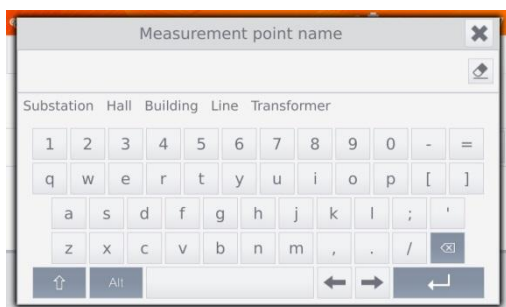 Measurement point name
Substation Hall Building Line Transformer
1 2 3 4 5 6 7 8 9 0 - =
q w e r t y u i o p [ ]
a s d f g h j k l ; '
z x c v b n m , . /
Alt